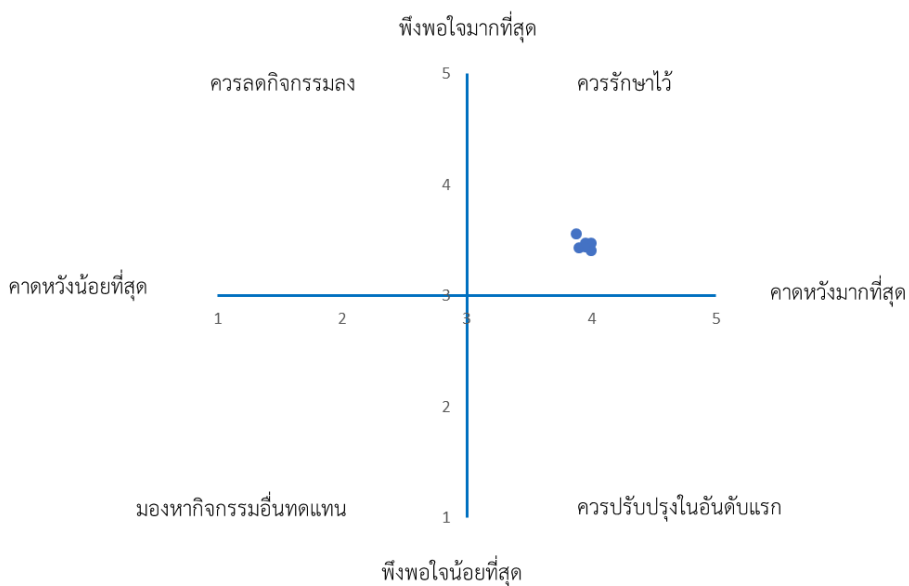 พึงพอใจมากที่สุด
ควรลดกิจกรรมลง
5
ควรรักษาไว้
4
คาดหวังน้อยที่สุด
3
คาดหวังมากที่สุด
1
2
3
4
5
2
มองหากิจกรรมอื่นทดแทน
1
ควรปรับปรุงในอันดับแรก
พึงพอใจน้อยที่สุด